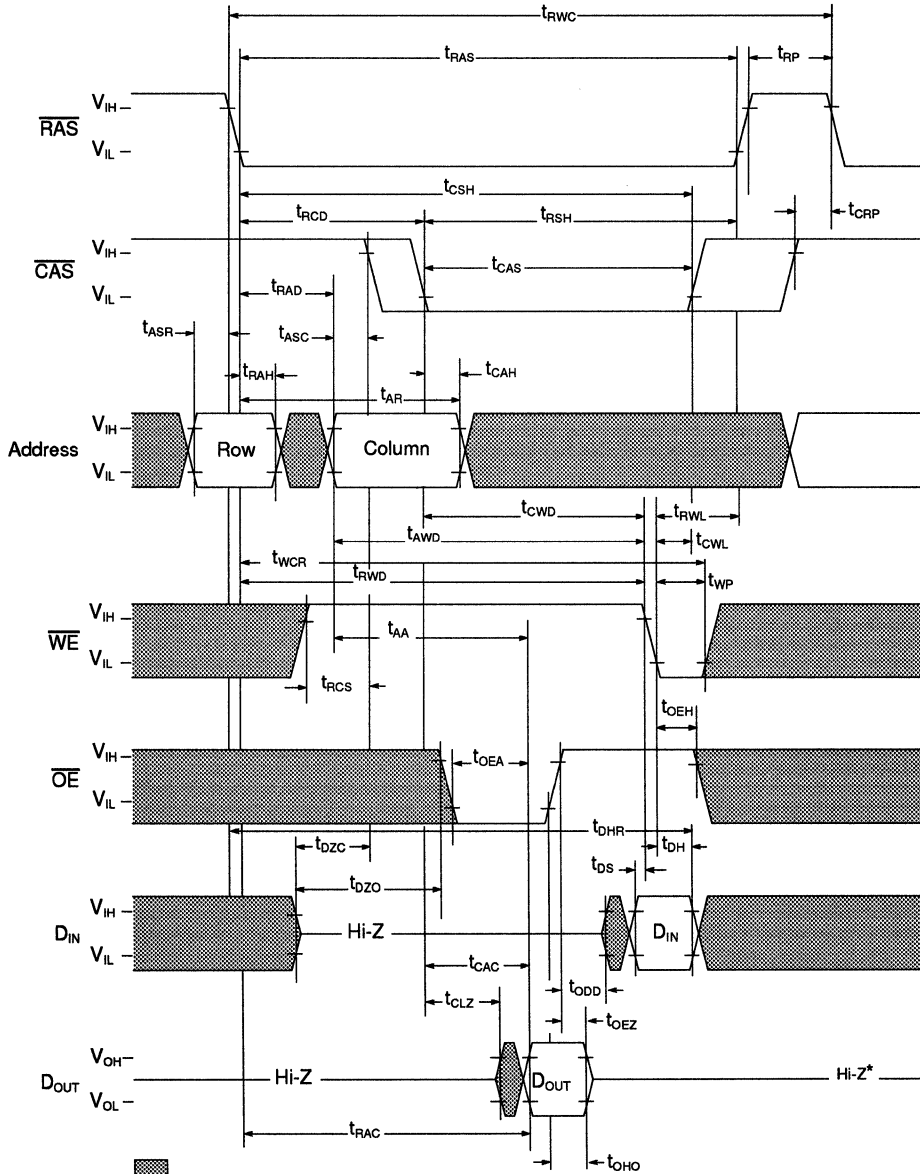 tRWC
tRAS
tRP
VIH
RAS
VIL
tCSH
tRCD
tRSH
tCRP
VIH
CAS
tCAS
VIL
tRAD
tASR
tASC
tRAH
tCAH
tAR
VIH
Address
Row
Column
VIL
tCWD
tRWL
tAWD
tCWL
tWCR
tRWD
tWP
VIH
WE
tAA
VIL
tRCS
tOEH
VIH
OE
tOEA
VIL
tDHR
tDZC
tDH
tDS
tDZO
VIH
DIN
Hi-Z
DIN
VIL
tCAC
tODD
tCLZ
tOEZ
VOH
DOUT
Hi-Z
DOUT
Hi-Z*
VOL
tRAC
tOHO